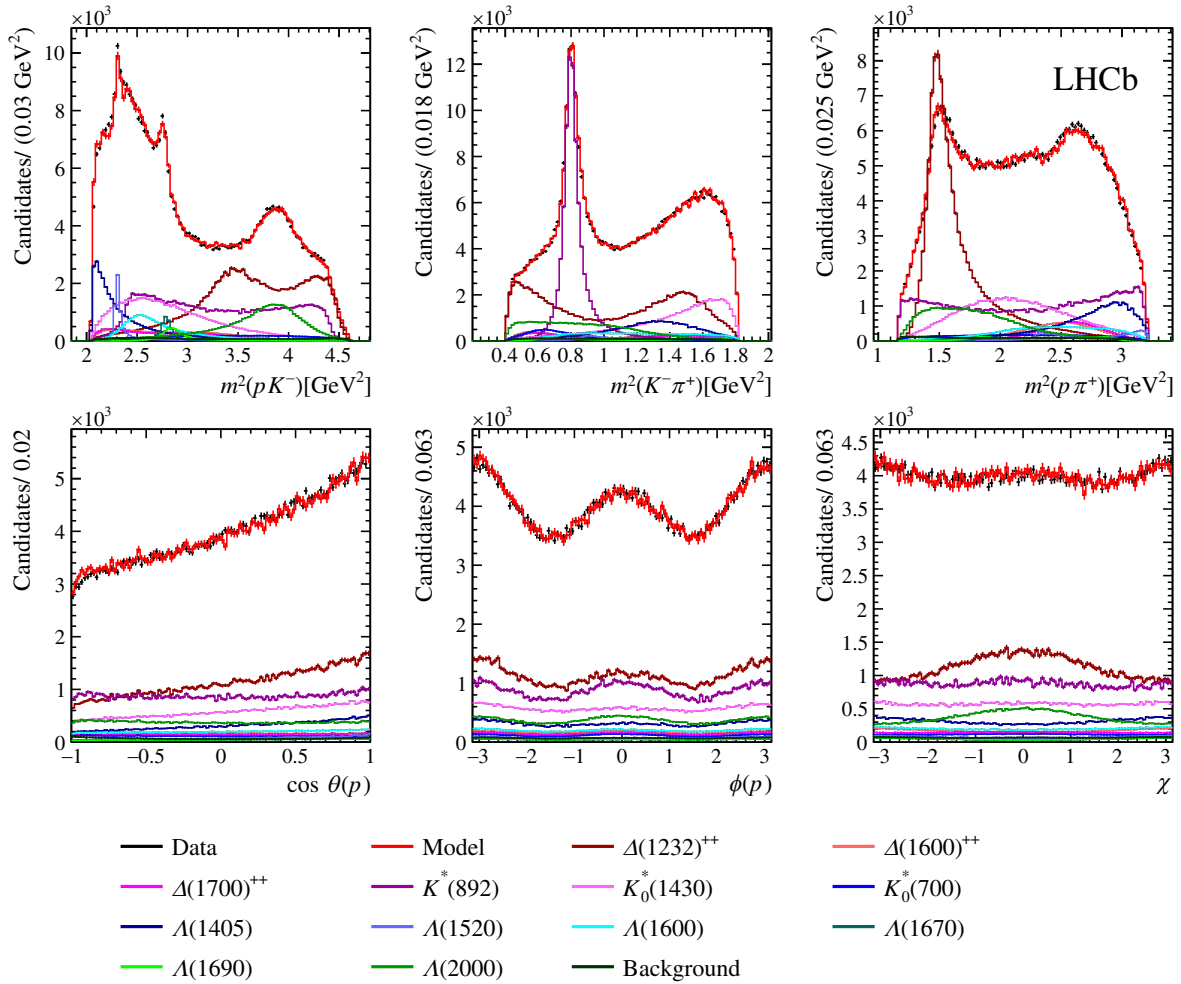 ×10³ ×10³ ×10³
Candidates/ (0.03 GeV²)
10
8
6
4
2
0
2 2.5 3 3.5 4 4.5
m²(pK⁻)[GeV²]
Candidates/ (0.018 GeV²)
12
10
8
6
4
2
0
0.4 0.6 0.8 1 1.2 1.4 1.6 1.8 2
m²(K⁻π⁺)[GeV²]
Candidates/ (0.025 GeV²)
LHCb
8
7
6
5
4
3
2
1
0
1 1.5 2 2.5 3
m²(pπ⁺)[GeV²]
×10³ ×10³ ×10³
Candidates/ 0.02
5
4
3
2
1
0
−1 −0.5 0 0.5 1
cos θ(p)
Candidates/ 0.063
5
4
3
2
1
0
−3 −2 −1 0 1 2 3
ϕ(p)
Candidates/ 0.063
4.5
4
3.5
3
2.5
2
1.5
1
0.5
0
−3 −2 −1 0 1 2 3
χ
Data Model Δ(1232)⁺⁺ Δ(1600)⁺⁺
Δ(1700)⁺⁺ K*(892) K*₀(1430) K*₀(700)
Λ(1405) Λ(1520) Λ(1600) Λ(1670)
Λ(1690) Λ(2000) Background